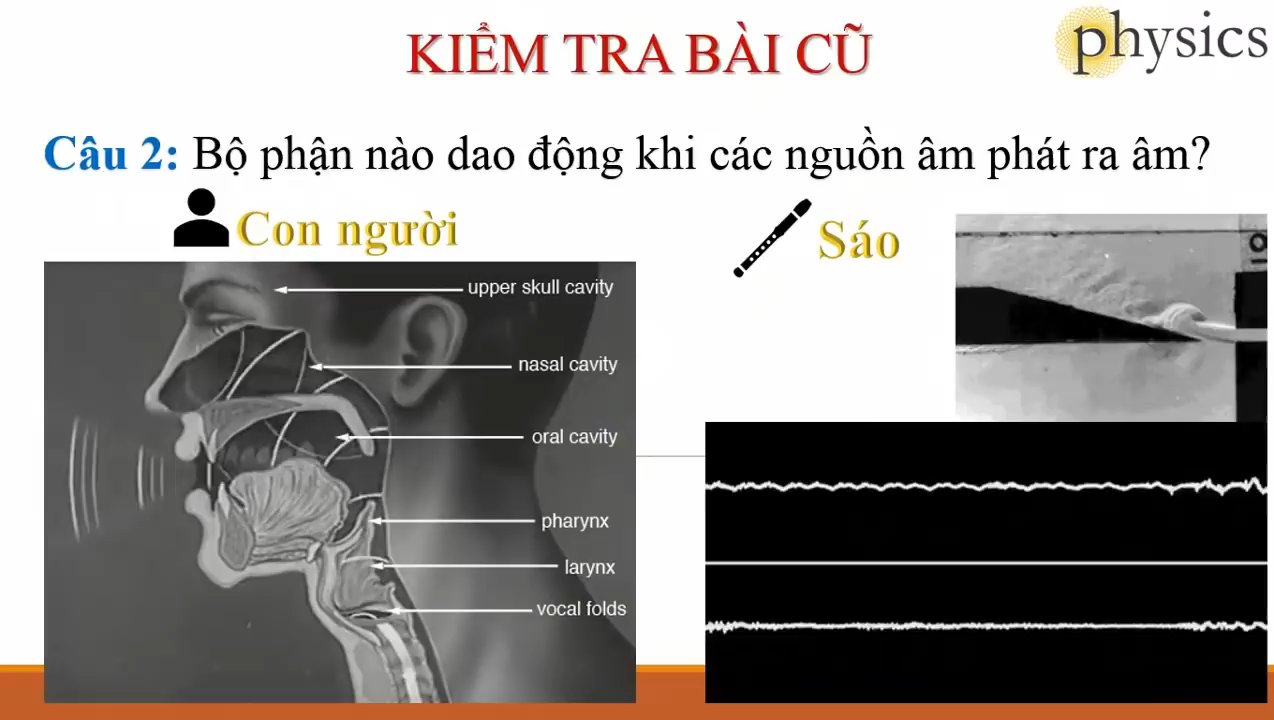 KIỂM TRA BÀI CŨ
physics
Câu 2: Bộ phận nào dao động khi các nguồn âm phát ra âm?
Con người
Sáo
upper skull cavity
nasal cavity
oral cavity
pharynx
larynx
vocal folds